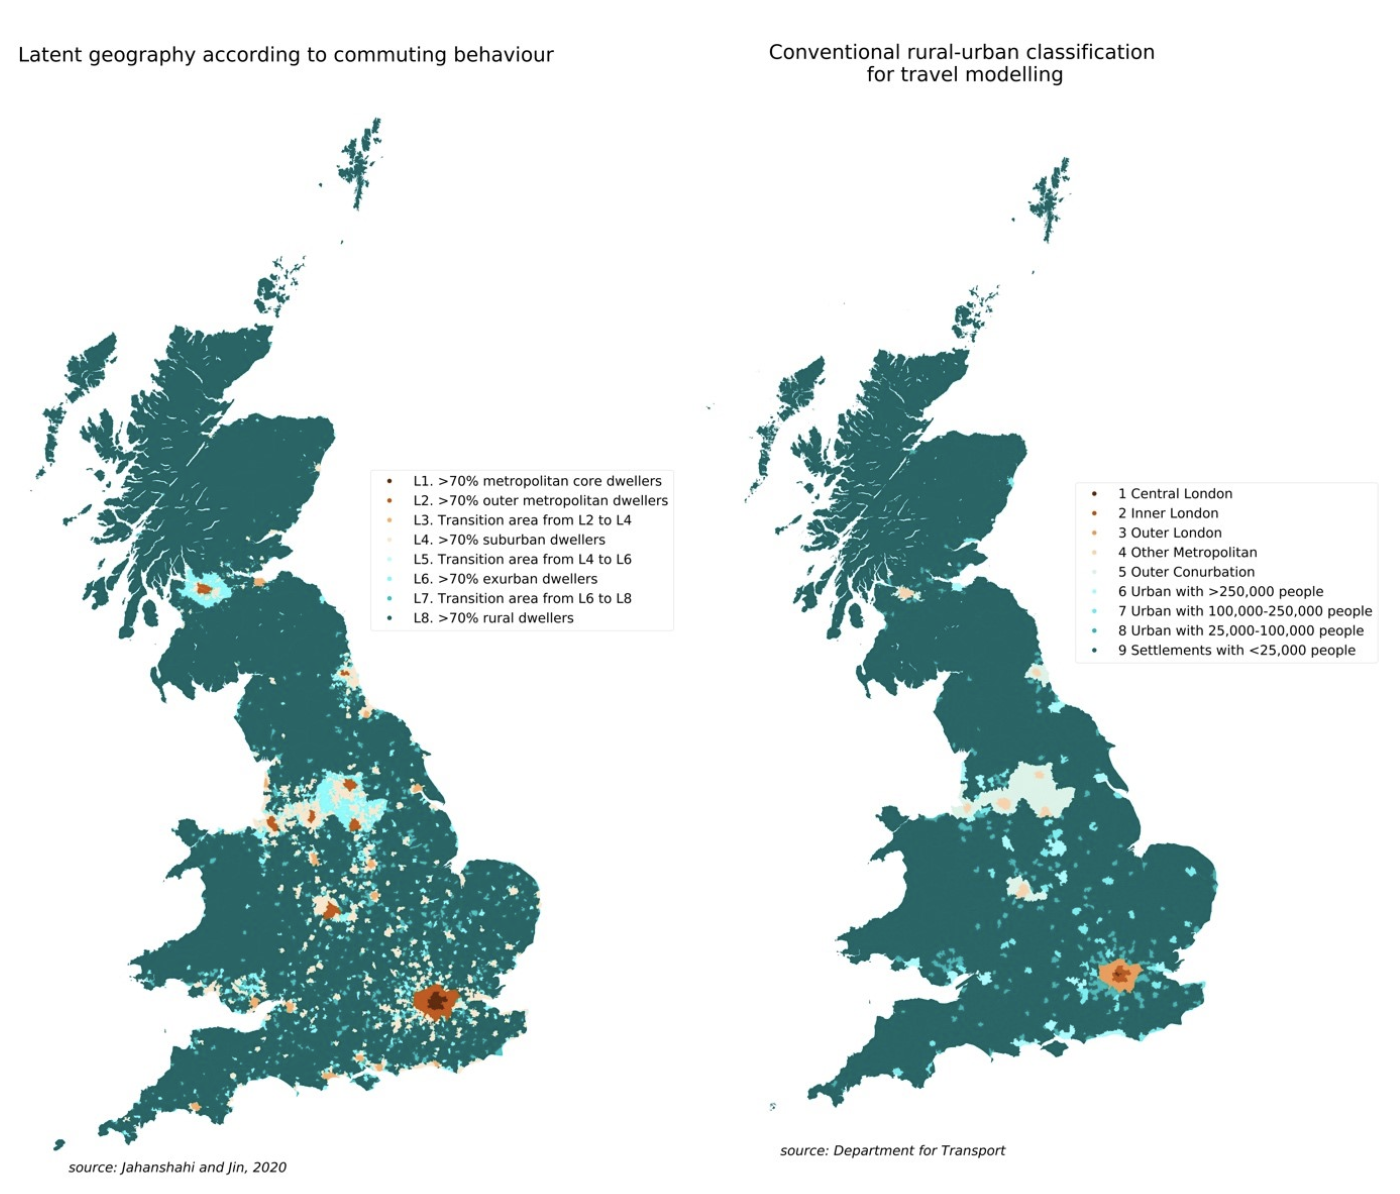 Latent geography according to commuting behaviour
L1. >70% metropolitan core dwellers
L2. >70% outer metropolitan dwellers
L3. Transition area from L2 to L4
L4. >70% suburban dwellers
L5. Transition area from L4 to L6
L6. >70% exurban dwellers
L7. Transition area from L6 to L8
L8. >70% rural dwellers
source: Jahanshahi and Jin, 2020
Conventional rural-urban classification
for travel modelling
1 Central London
2 Inner London
3 Outer London
4 Other Metropolitan
5 Outer Conurbation
6 Urban with >250,000 people
7 Urban with 100,000-250,000 people
8 Urban with 25,000-100,000 people
9 Settlements with <25,000 people
source: Department for Transport